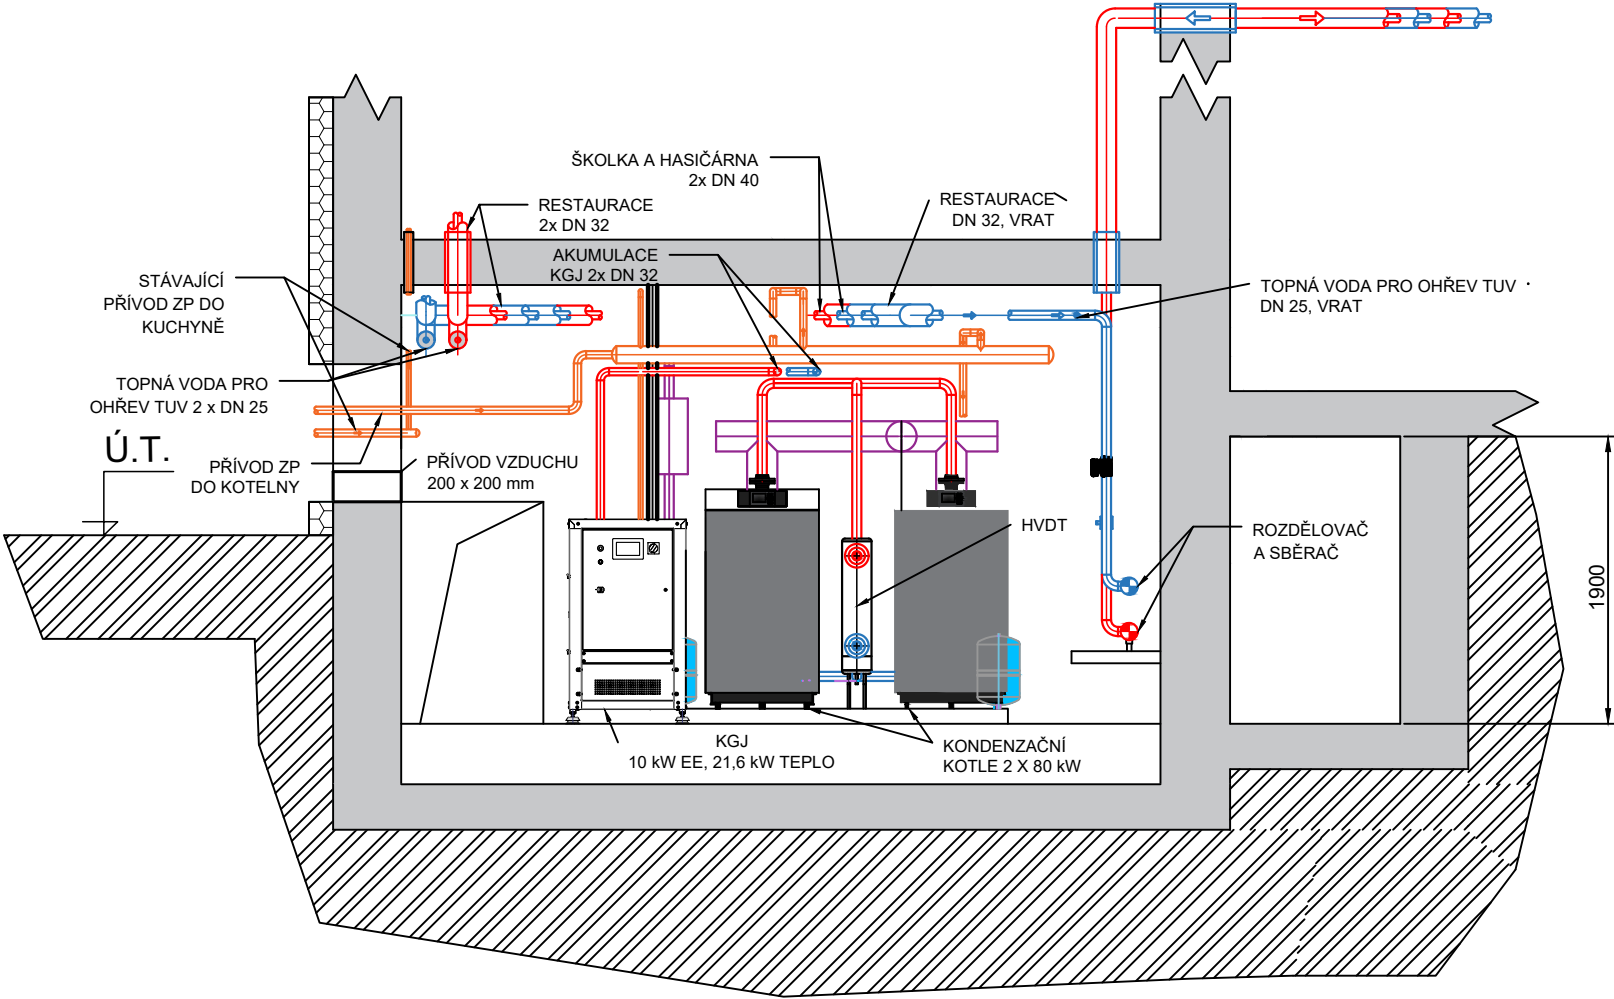 ŠKOLKA A HASIČÁRNA
2x DN 40
RESTAURACE
2x DN 32
RESTAURACE
DN 32, VRAT
AKUMULACE
KGJ 2x DN 32
STÁVAJÍCÍ
PŘÍVOD ZP DO
KUCHYNĚ
TOPNÁ VODA PRO OHŘEV TUV
DN 25, VRAT
TOPNÁ VODA PRO
OHŘEV TUV 2 x DN 25
Ú.T.
PŘÍVOD ZP
DO KOTELNY
PŘÍVOD VZDUCHU
200 x 200 mm
HVDT
ROZDĚLOVAČ
A SBĚRAČ
1900
KGJ
10 kW EE, 21,6 kW TEPLO
KONDENZAČNÍ
KOTLE 2 X 80 kW